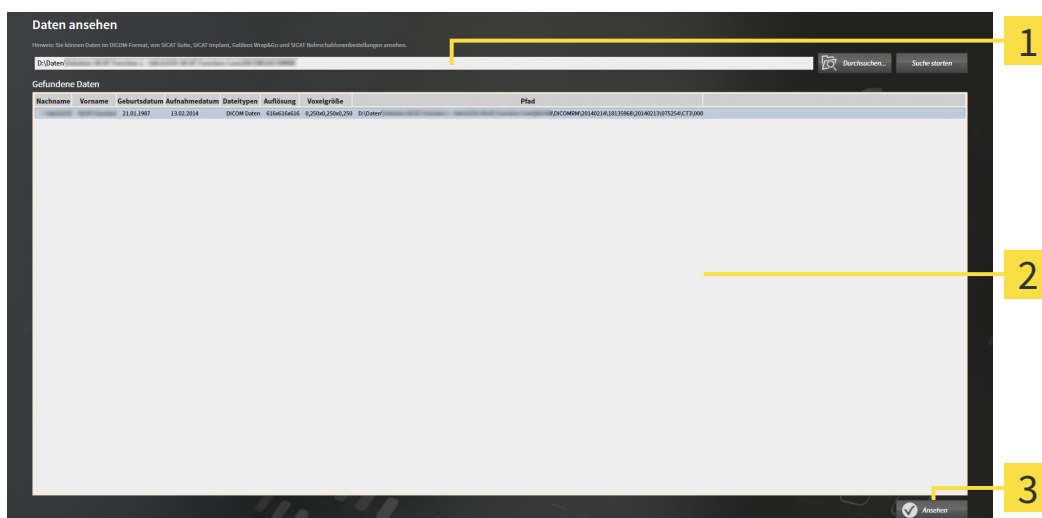 Daten ansehen
1
Hinweis: Sie können Daten im DICOM-Format, von SICAT Suite, SICAT Implant, Galileos Wrap&Go und SICAT Bohrschablonenbestellungen ansehen.
D:\Daten
Durchsuchen... Suche starten
Gefundene Daten
Nachname Vorname Geburtsdatum Aufnahmedatum Dateitypen Auflösung Voxelgröße Pfad
21.01.1987 13.02.2014 DICOM Daten 616x616x616 0,250x0,250x0,250 D:\Daten \DICOMRM\20140214\18135968\20140213\075254\CT3\000
2
3
Ansehen